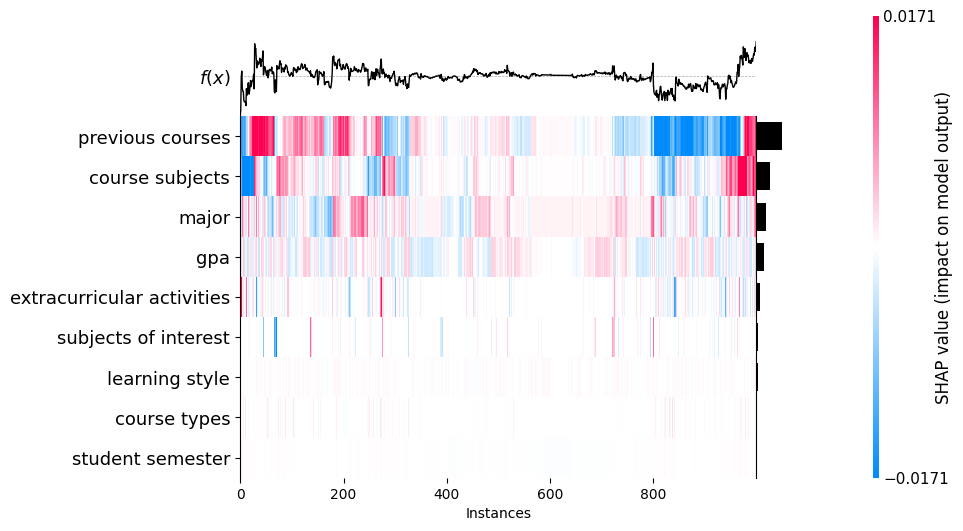 0.0171
f(x)
previous courses
course subjects
major
gpa
extracurricular activities
subjects of interest
learning style
course types
student semester
SHAP value (impact on model output)
−0.0171
0 200 400 600 800
Instances